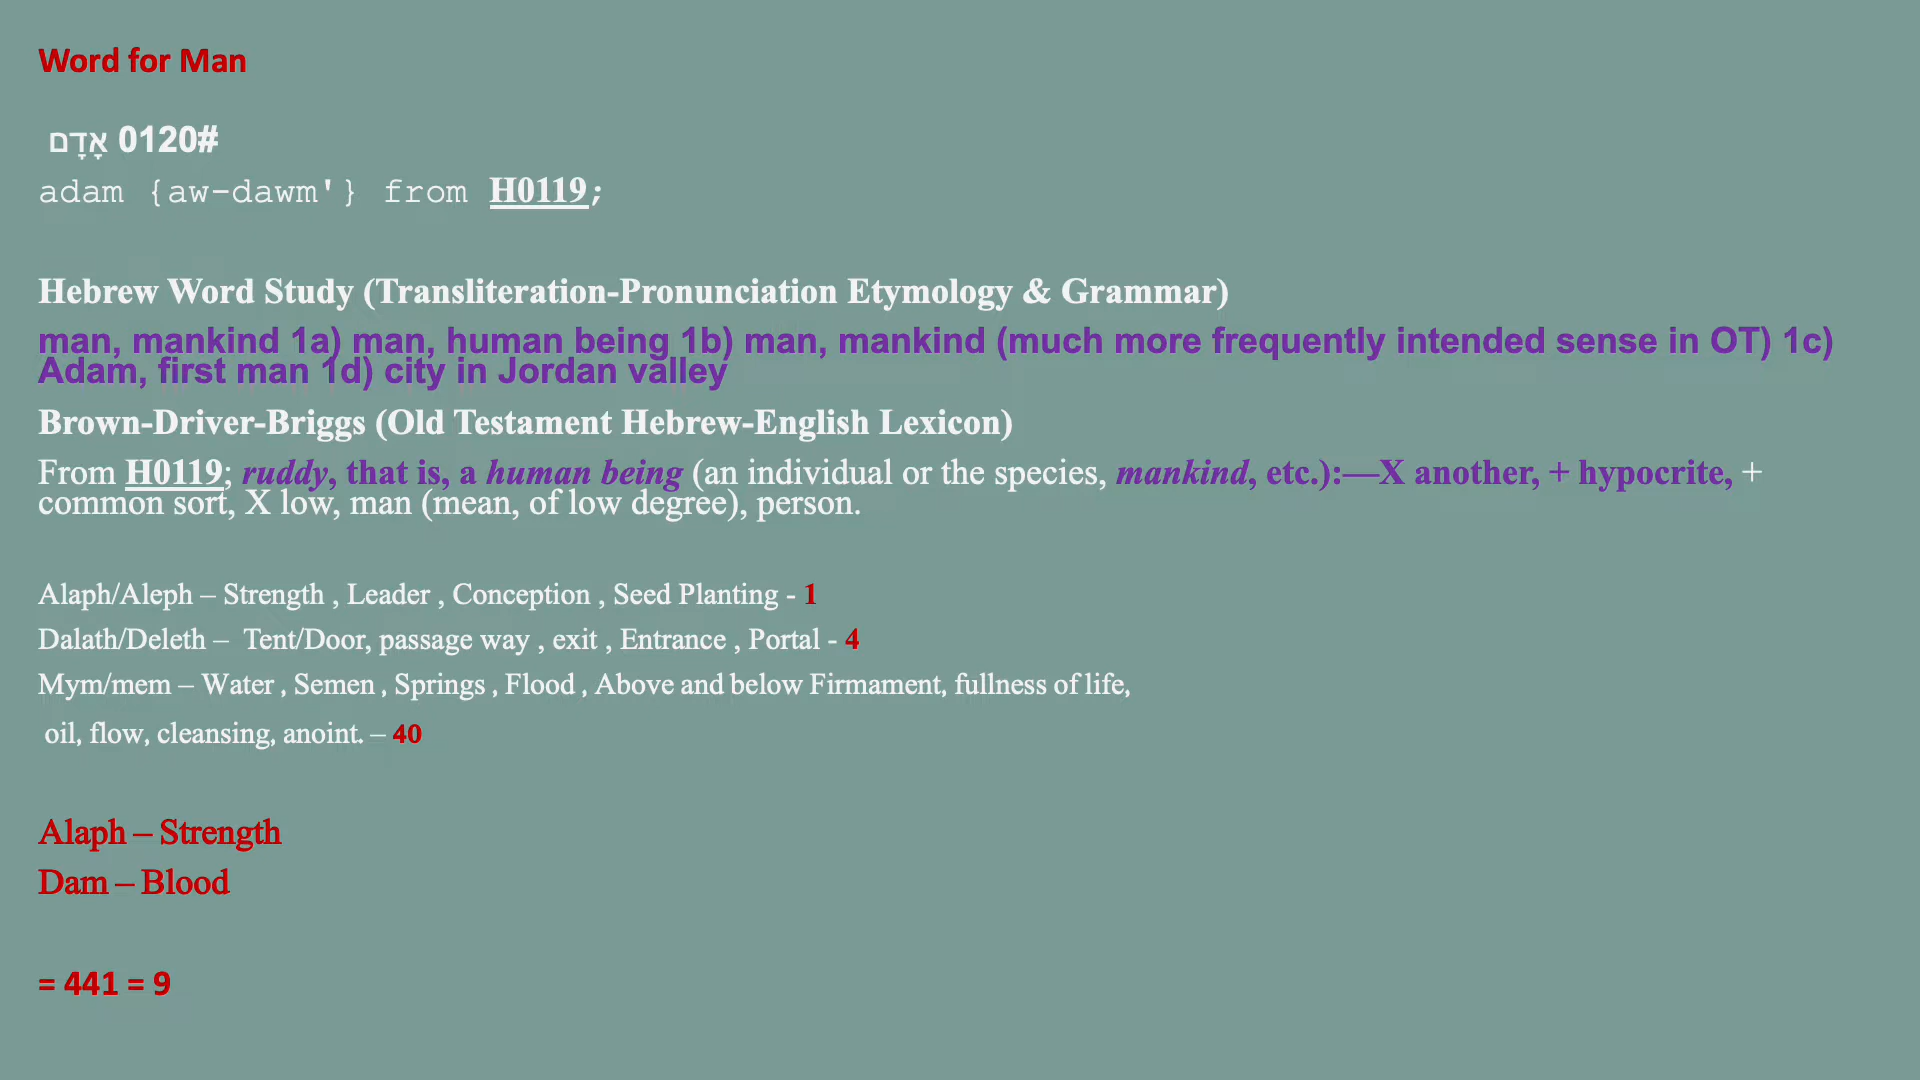 Word for Man
אָדָם 0120#
adam {aw-dawm'} from H0119;
Hebrew Word Study (Transliteration-Pronunciation Etymology & Grammar)
man, mankind 1a) man, human being 1b) man, mankind (much more frequently intended sense in OT) 1c)
Adam, first man 1d) city in Jordan valley
Brown-Driver-Briggs (Old Testament Hebrew-English Lexicon)
From H0119; ruddy, that is, a human being (an individual or the species, mankind, etc.):—X another, + hypocrite, +
common sort, X low, man (mean, of low degree), person.
Alaph/Aleph – Strength , Leader , Conception , Seed Planting - 1
Dalath/Deleth – Tent/Door, passage way , exit , Entrance , Portal - 4
Mym/mem – Water , Semen , Springs , Flood , Above and below Firmament, fullness of life,
oil, flow, cleansing, anoint. – 40
Alaph – Strength
Dam – Blood
= 441 = 9